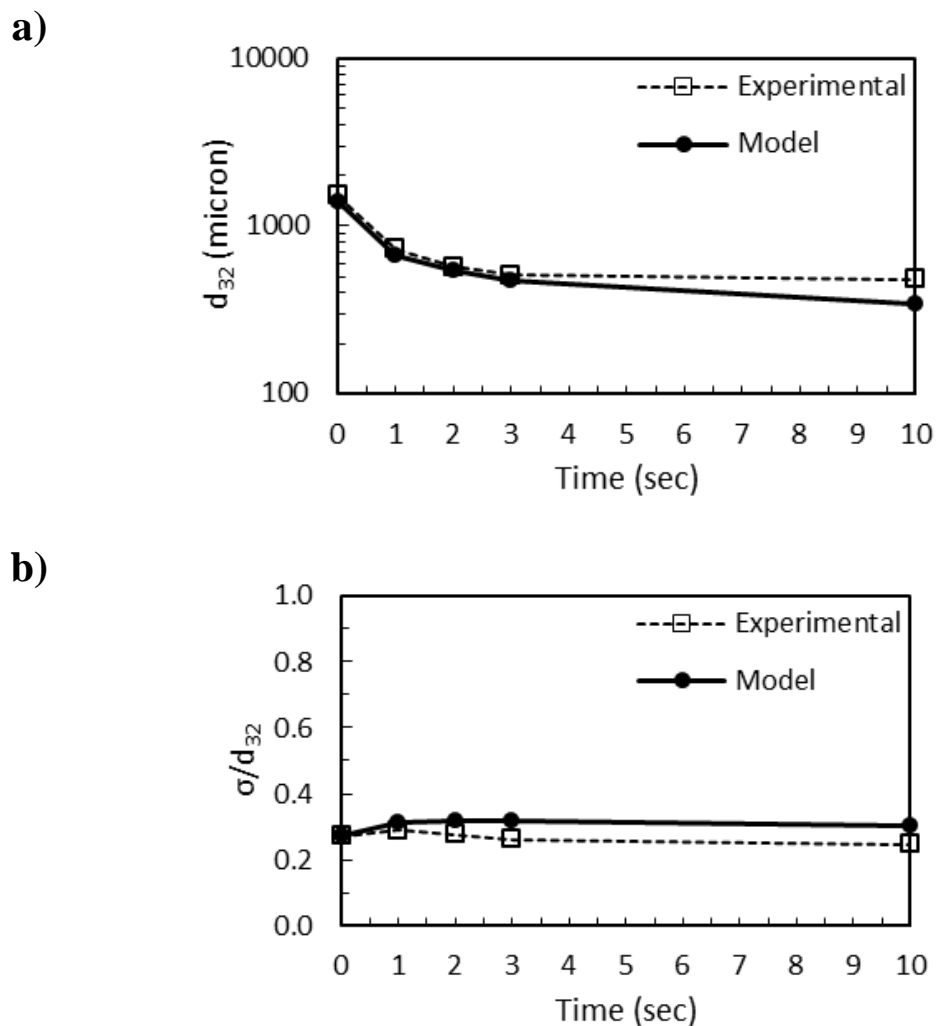 a)
10000
1000
100
d32 (micron)
Experimental
Model
0 1 2 3 4 5 6 7 8 9 10
Time (sec)
b)
1.0
0.8
0.6
0.4
0.2
0.0
σ/d32
Experimental
Model
0 1 2 3 4 5 6 7 8 9 10
Time (sec)